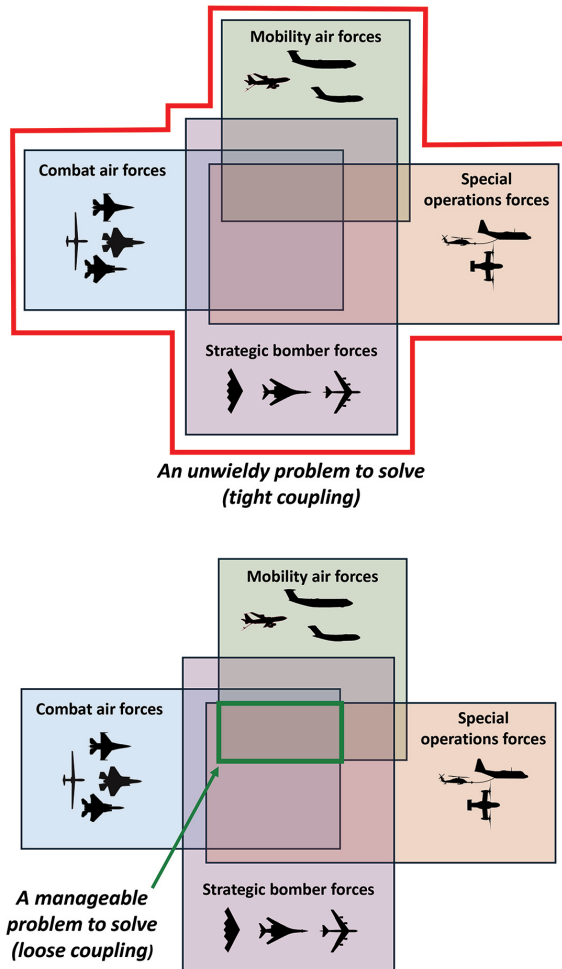 Mobility air forces
Combat air forces
Special
operations forces
Strategic bomber forces
An unwieldy problem to solve
(tight coupling)
Mobility air forces
Combat air forces
Special
operations forces
Strategic bomber forces
A manageable
problem to solve
(loose coupling)